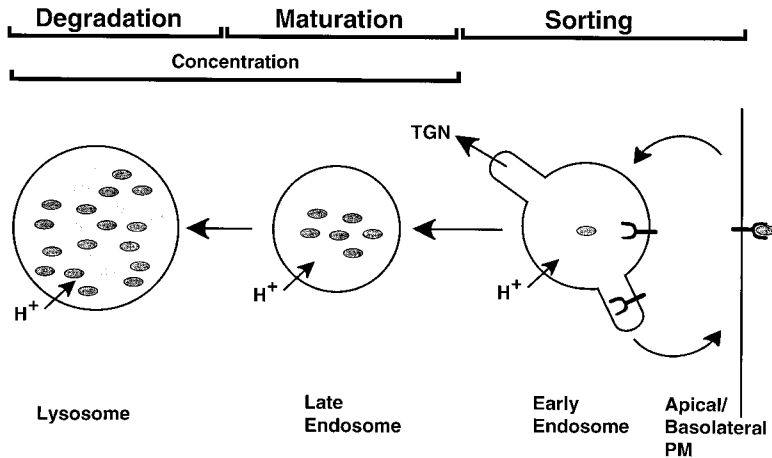 Degradation Maturation Sorting
Concentration
TGN
H+ H+ H+
Lysosome
Late
Endosome
Early
Endosome
Apical/
Basolateral
PM